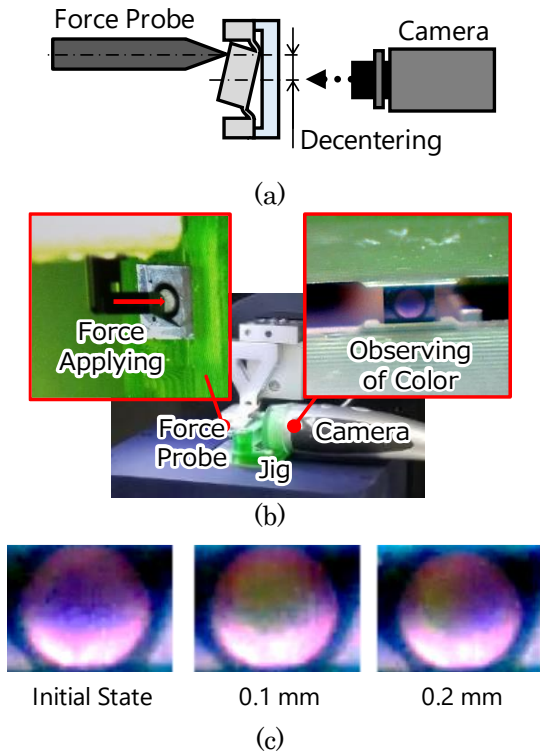 Force Probe
Camera
Decentering
(a)
Force
Applying
Observing
of Color
Force
Probe
Camera
Jig
(b)
Initial State
0.1 mm
0.2 mm
(c)